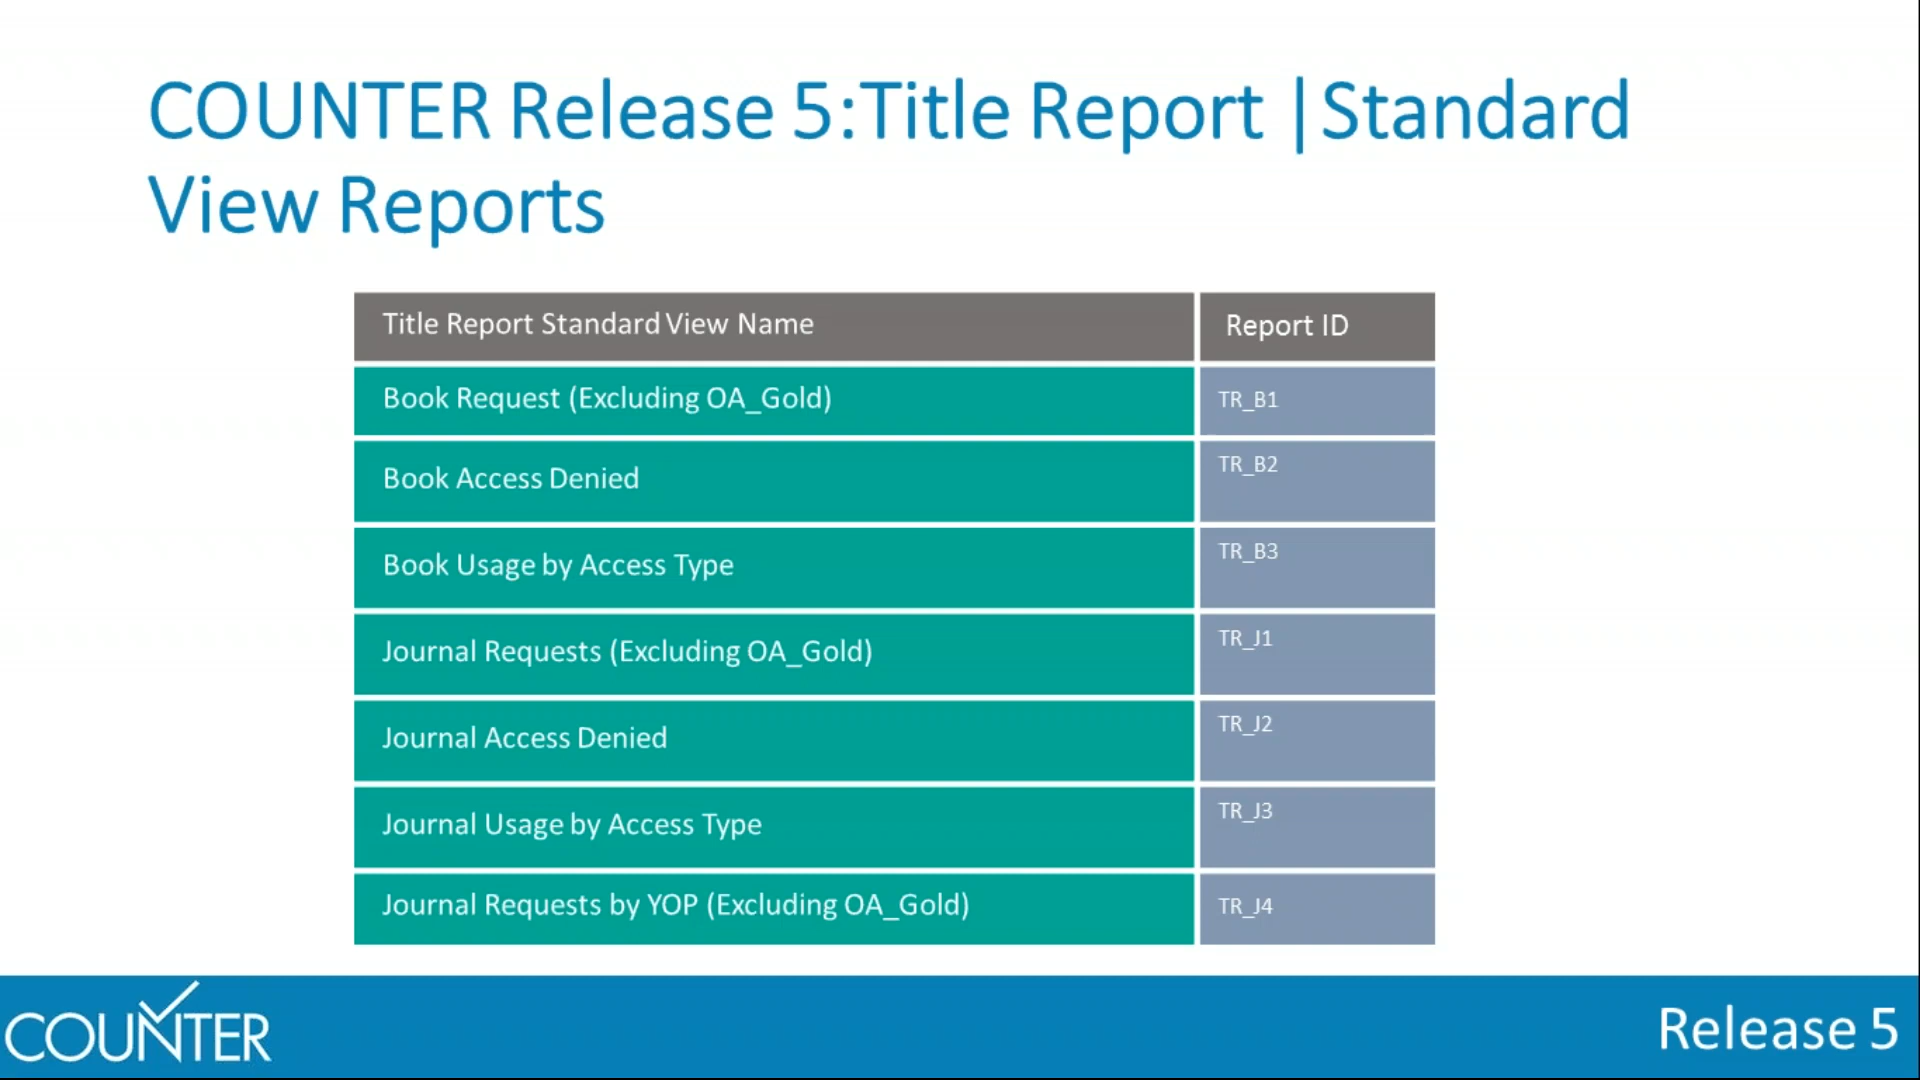 COUNTER Release 5:Title Report |Standard
View Reports
Title Report Standard View Name Report ID
Book Request (Excluding OA_Gold) TR_B1
Book Access Denied TR_B2
Book Usage by Access Type TR_B3
Journal Requests (Excluding OA_Gold) TR_J1
Journal Access Denied TR_J2
Journal Usage by Access Type TR_J3
Journal Requests by YOP (Excluding OA_Gold) TR_J4
COUNTER Release 5